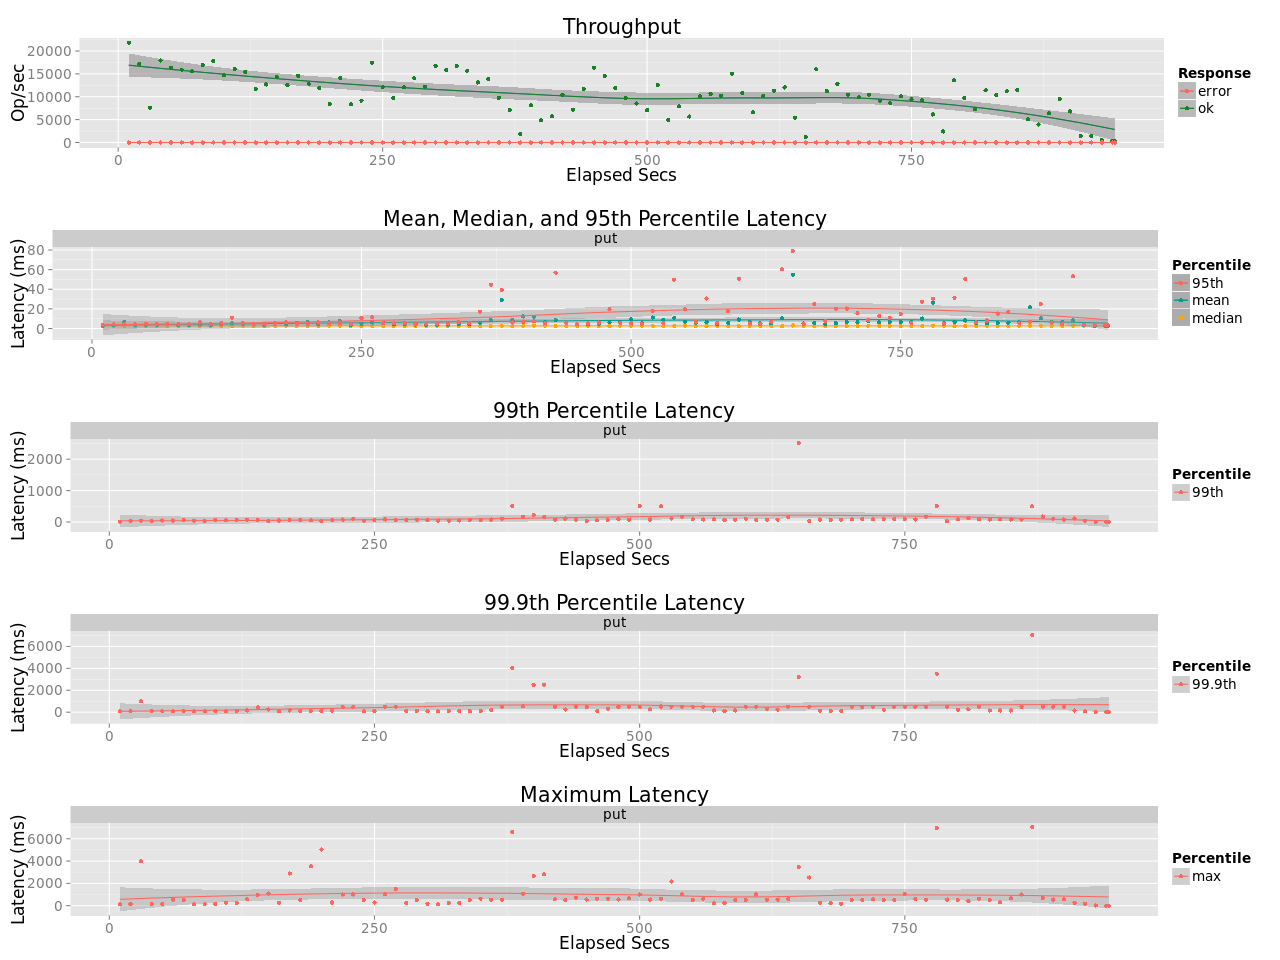 Throughput
Op/sec
20000
15000
10000
5000
0
0 250 500 750
Elapsed Secs
Response
error
ok
Mean, Median, and 95th Percentile Latency
put
Latency (ms)
80
60
40
20
0
0 250 500 750
Elapsed Secs
Percentile
95th
mean
median
99th Percentile Latency
put
Latency (ms)
2000
1000
0
0 250 500 750
Elapsed Secs
Percentile
99th
99.9th Percentile Latency
put
Latency (ms)
6000
4000
2000
0
0 250 500 750
Elapsed Secs
Percentile
99.9th
Maximum Latency
put
Latency (ms)
6000
4000
2000
0
0 250 500 750
Elapsed Secs
Percentile
max